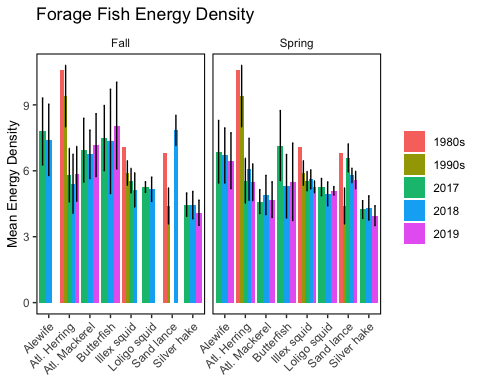 Forage Fish Energy Density
Fall
Spring
Mean Energy Density
9
6
3
0
Alewife
Atl. Herring
Atl. Mackerel
Butterfish
Illex squid
Loligo squid
Sand lance
Silver hake
Alewife
Atl. Herring
Atl. Mackerel
Butterfish
Illex squid
Loligo squid
Sand lance
Silver hake
1980s
1990s
2017
2018
2019